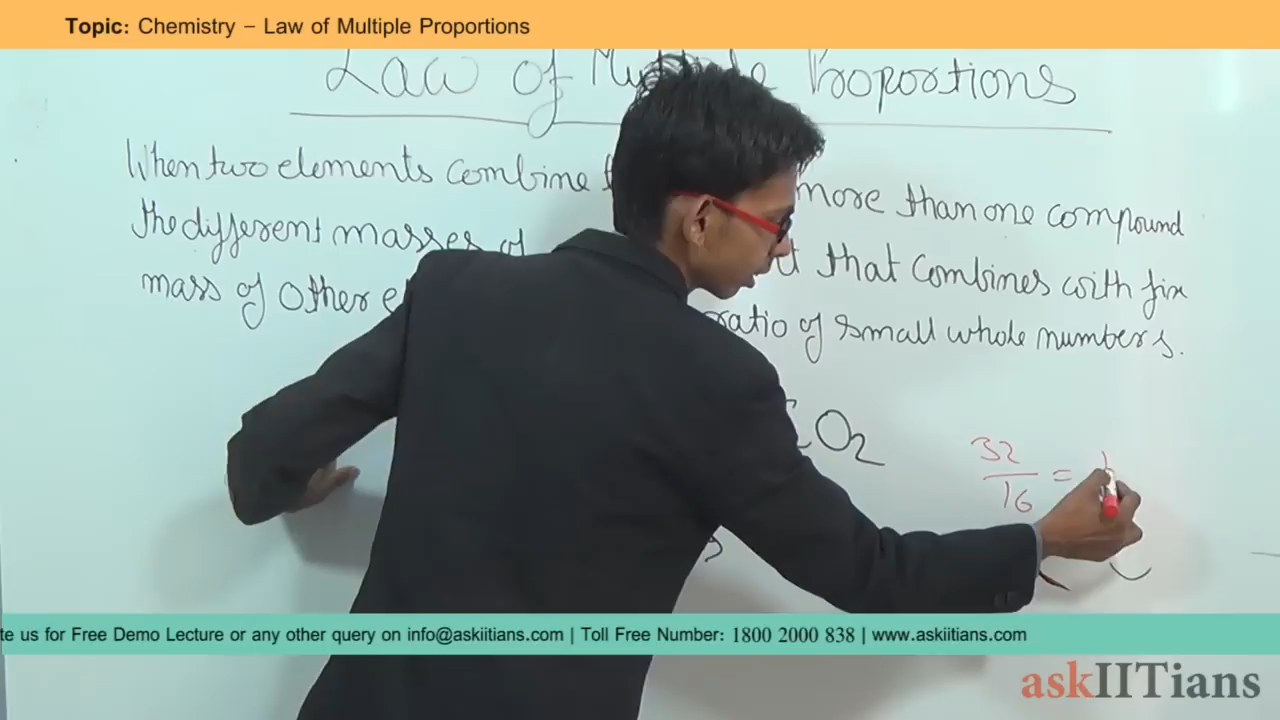 Topic: Chemistry – Law of Multiple Proportions
Law of Multiple Proportions
When two elements combine more than one compound
the different masses of that combines with fix
mass of Other ratio of small whole numbers.
O2
32
16
=
te us for Free Demo Lecture or any other query on info@askiitians.com | Toll Free Number: 1800 2000 838 | www.askiitians.com
askIITians